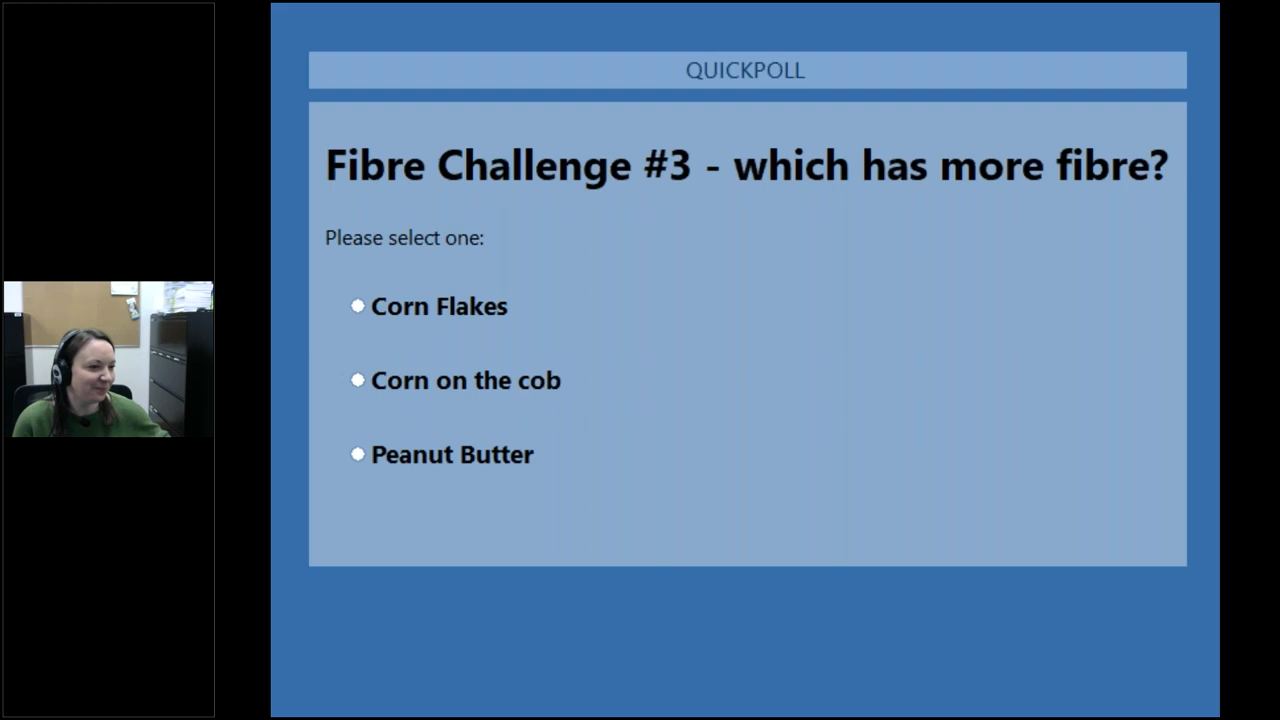 QUICKPOLL
Fibre Challenge #3 - which has more fibre?
Please select one:
Corn Flakes
Corn on the cob
Peanut Butter